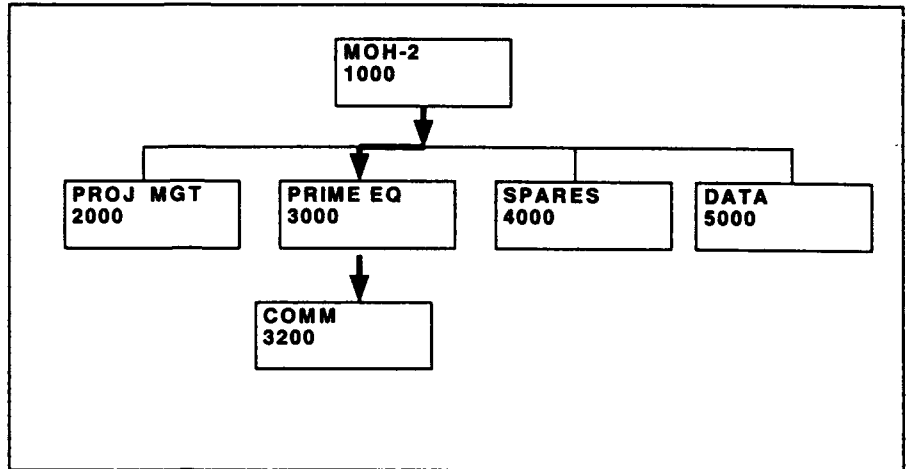 MOH-2
1000
PROJ MGT
2000
PRIME EQ
3000
SPARES
4000
DATA
5000
COMM
3200